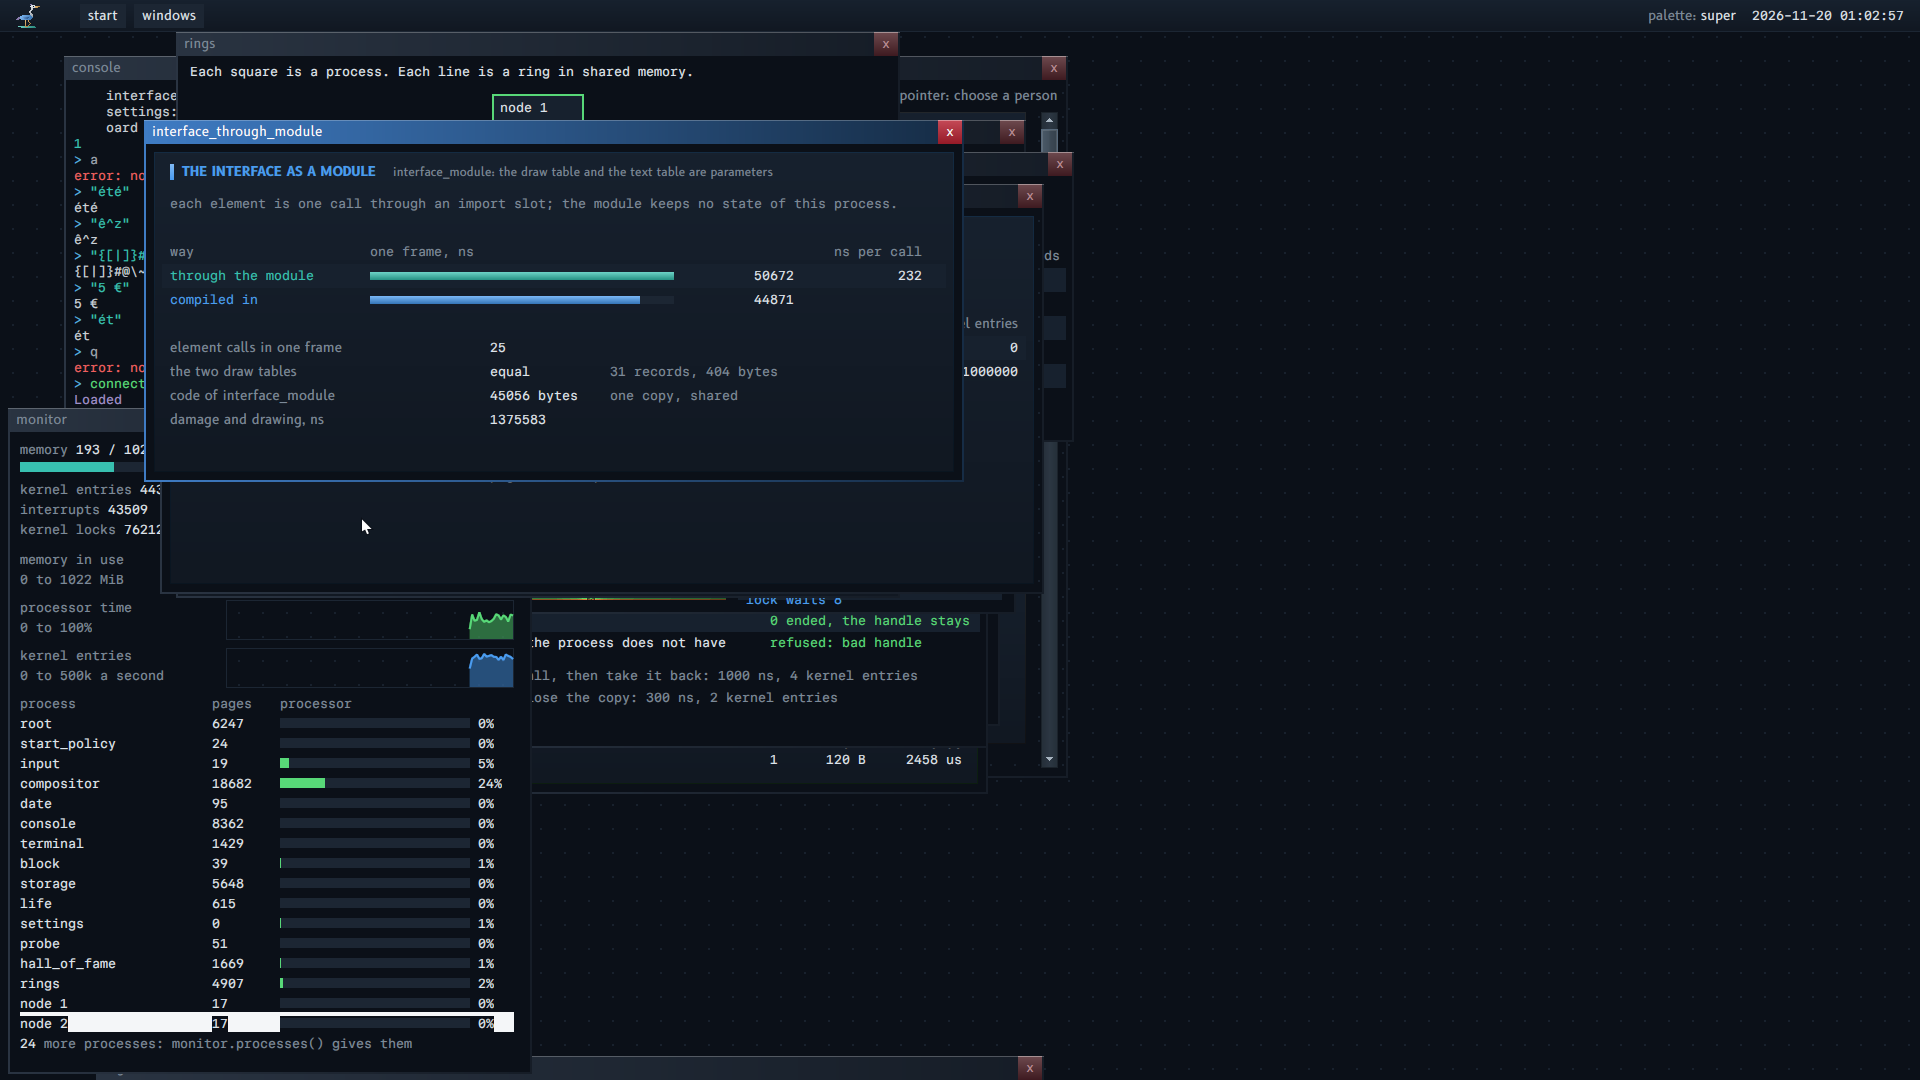 start windows palette: super 2026-11-20 01:02:57
rings x
Each square is a process. Each line is a ring in shared memory.
node 1
x
pointer: choose a person
console
interface
settings:
oard
1
> a
error: no
> "été"
été
> "ê^z"
ê^z
> "{[|]}#
{[|]}#@\~
> "5 €"
5 €
> "ét"
ét
> q
error: no
> connect
Loaded
interface_through_module x
x
x
x
THE INTERFACE AS A MODULE interface_module: the draw table and the text table are parameters
each element is one call through an import slot; the module keeps no state of this process.
way one frame, ns ns per call
through the module 50672 232
compiled in 44871
element calls in one frame 25
the two draw tables equal 31 records, 404 bytes
code of interface_module 45056 bytes one copy, shared
damage and drawing, ns 1375583
ds
entries
0
1000000
monitor
memory 193 / 102
kernel entries 443
interrupts 43509
kernel locks 76212
memory in use
0 to 1022 MiB
processor time
0 to 100%
kernel entries
0 to 500k a second
process pages processor
root 6247 0%
start_policy 24 0%
input 19 5%
compositor 18682 24%
date 95 0%
console 8362 0%
terminal 1429 0%
block 39 1%
storage 5648 0%
life 615 0%
settings 0 1%
probe 51 0%
hall_of_fame 1669 1%
rings 4907 2%
node 1 17 0%
node 2 17 0%
24 more processes: monitor.processes() gives them
lock waits
0 ended, the handle stays
the process does not have refused: bad handle
all, then take it back: 1000 ns, 4 kernel entries
ose the copy: 300 ns, 2 kernel entries
1 120 B 2458 us
x